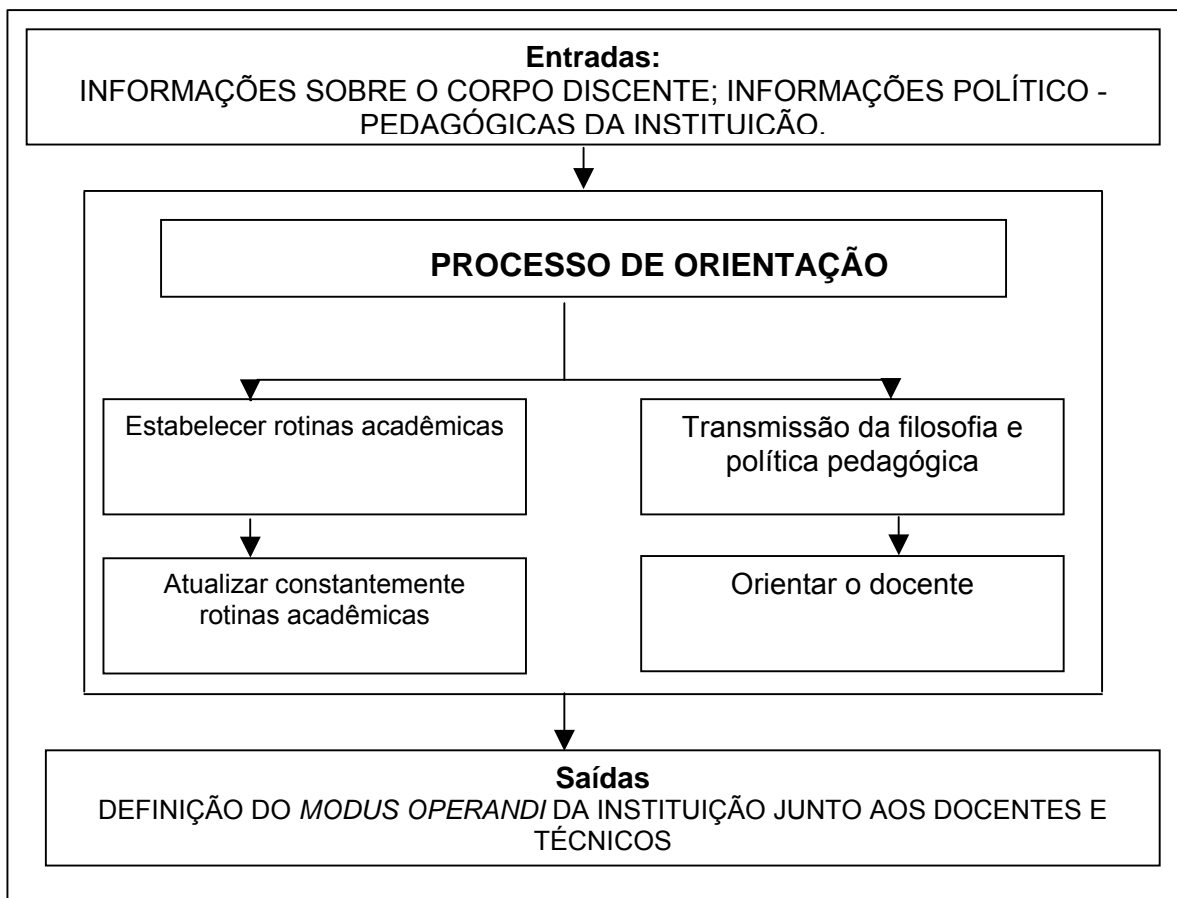 Entradas:
INFORMAÇÕES SOBRE O CORPO DISCENTE; INFORMAÇÕES POLÍTICO -
PEDAGÓGICAS DA INSTITUIÇÃO.
PROCESSO DE ORIENTAÇÃO
Estabelecer rotinas acadêmicas
Transmissão da filosofia e
política pedagógica
Atualizar constantemente
rotinas acadêmicas
Orientar o docente
Saídas
DEFINIÇÃO DO MODUS OPERANDI DA INSTITUIÇÃO JUNTO AOS DOCENTES E
TÉCNICOS